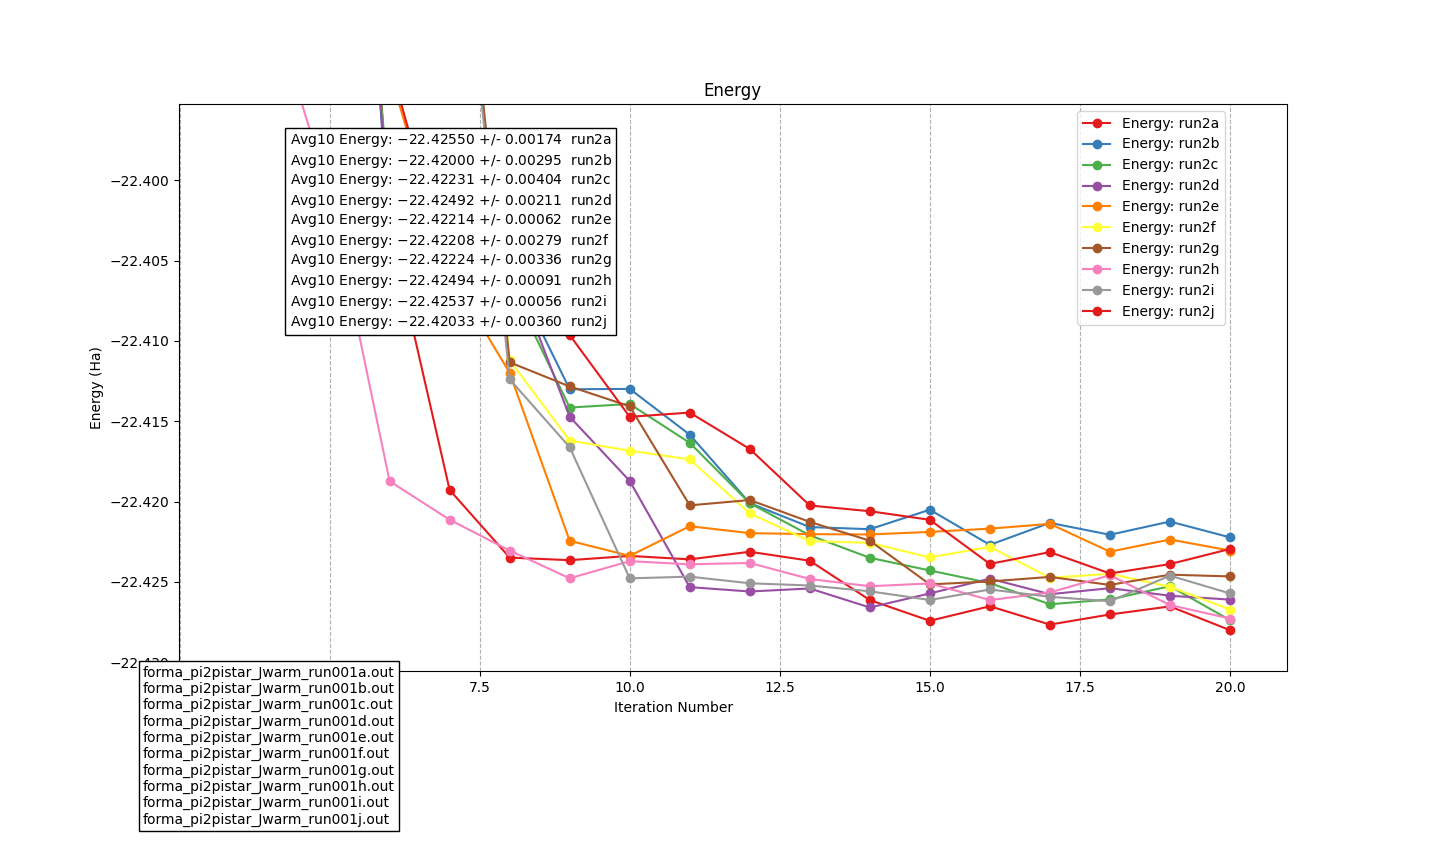 Energy
Energy: run2a
Energy: run2b
Energy: run2c
Energy: run2d
Energy: run2e
Energy: run2f
Energy: run2g
Energy: run2h
Energy: run2i
Energy: run2j
Avg10 Energy: −22.42550 +/- 0.00174 run2a
Avg10 Energy: −22.42000 +/- 0.00295 run2b
Avg10 Energy: −22.42231 +/- 0.00404 run2c
Avg10 Energy: −22.42492 +/- 0.00211 run2d
Avg10 Energy: −22.42214 +/- 0.00062 run2e
Avg10 Energy: −22.42208 +/- 0.00279 run2f
Avg10 Energy: −22.42224 +/- 0.00336 run2g
Avg10 Energy: −22.42494 +/- 0.00091 run2h
Avg10 Energy: −22.42537 +/- 0.00056 run2i
Avg10 Energy: −22.42033 +/- 0.00360 run2j
−22.400
−22.405
−22.410
−22.415
−22.420
−22.425
Energy (Ha)
7.5 10.0 12.5 15.0 17.5 20.0
Iteration Number
forma_pi2pistar_Jwarm_run001a.out
forma_pi2pistar_Jwarm_run001b.out
forma_pi2pistar_Jwarm_run001c.out
forma_pi2pistar_Jwarm_run001d.out
forma_pi2pistar_Jwarm_run001e.out
forma_pi2pistar_Jwarm_run001f.out
forma_pi2pistar_Jwarm_run001g.out
forma_pi2pistar_Jwarm_run001h.out
forma_pi2pistar_Jwarm_run001i.out
forma_pi2pistar_Jwarm_run001j.out